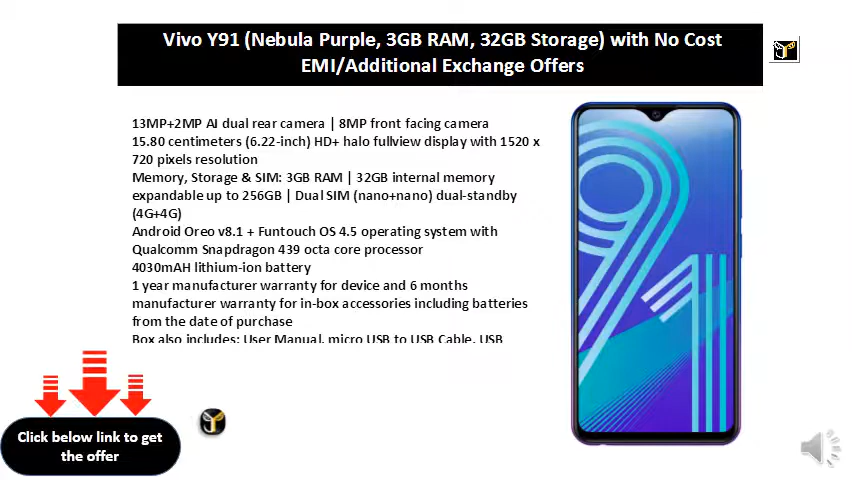 Vivo Y91 (Nebula Purple, 3GB RAM, 32GB Storage) with No Cost
EMI/Additional Exchange Offers
13MP+2MP AI dual rear camera | 8MP front facing camera
15.80 centimeters (6.22-inch) HD+ halo fullview display with 1520 x
720 pixels resolution
Memory, Storage & SIM: 3GB RAM | 32GB internal memory
expandable up to 256GB | Dual SIM (nano+nano) dual-standby
(4G+4G)
Android Oreo v8.1 + Funtouch OS 4.5 operating system with
Qualcomm Snapdragon 439 octa core processor
4030mAH lithium-ion battery
1 year manufacturer warranty for device and 6 months
manufacturer warranty for in-box accessories including batteries
from the date of purchase
Box also includes: User Manual, micro USB to USB Cable, USB
91
Click below link to get
the offer